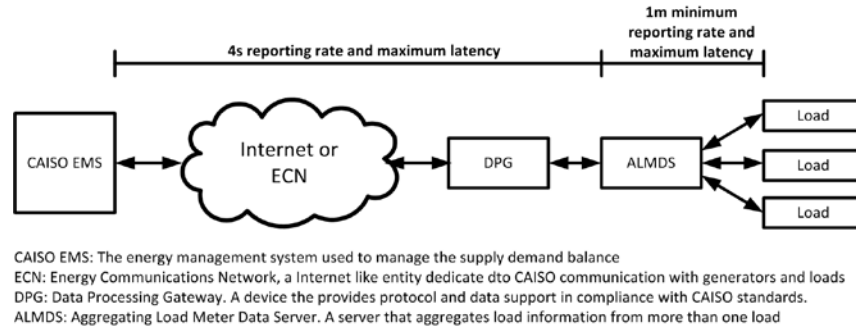 1m minimum
reporting rate and
maximum latency
4s reporting rate and maximum latency
Load
CAISO EMS
Internet or
ECN
DPG
ALMDS
Load
Load
CAISO EMS: The energy management system used to manage the supply demand balance
ECN: Energy Communications Network, a Internet like entity dedicate dto CAISO communication with generators and loads
DPG: Data Processing Gateway. A device the provides protocol and data support in compliance with CAISO standards.
ALMDS: Aggregating Load Meter Data Server. A server that aggregates load information from more than one load